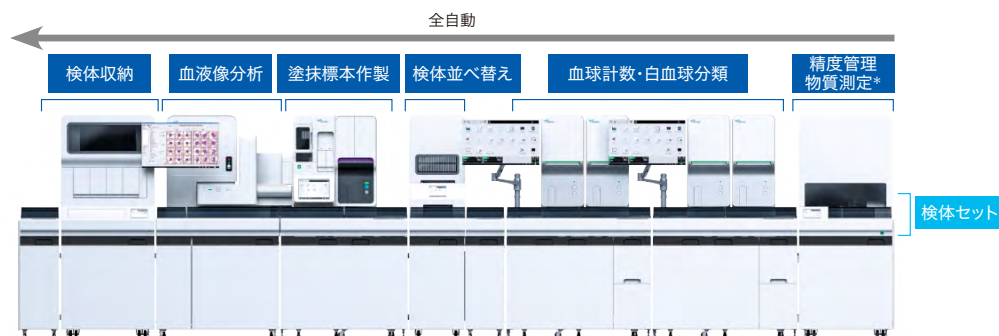 全自動
検体収納
血液像分析
塗抹標本作製
検体並べ替え
血球計数・白血球分類
精度管理
物質測定*
検体セット